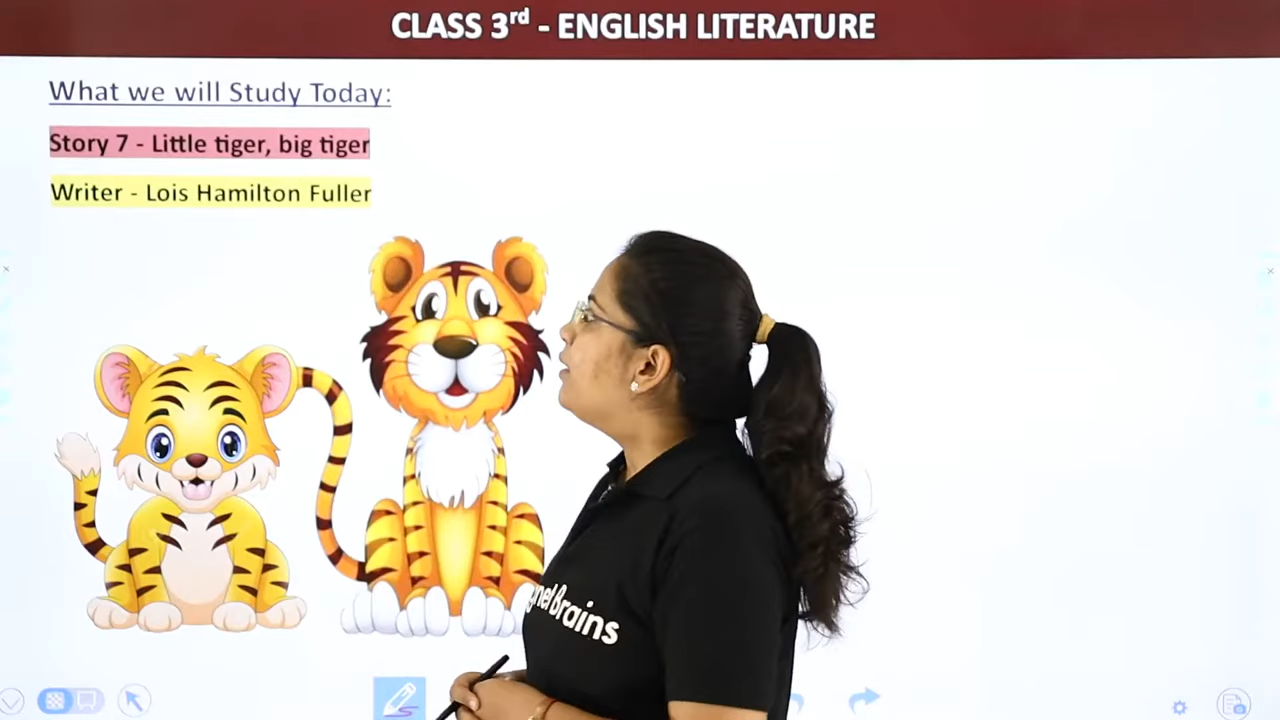 CLASS 3rd - ENGLISH LITERATURE
What we will Study Today:
Story 7 - Little tiger, big tiger
Writer - Lois Hamilton Fuller
Brains